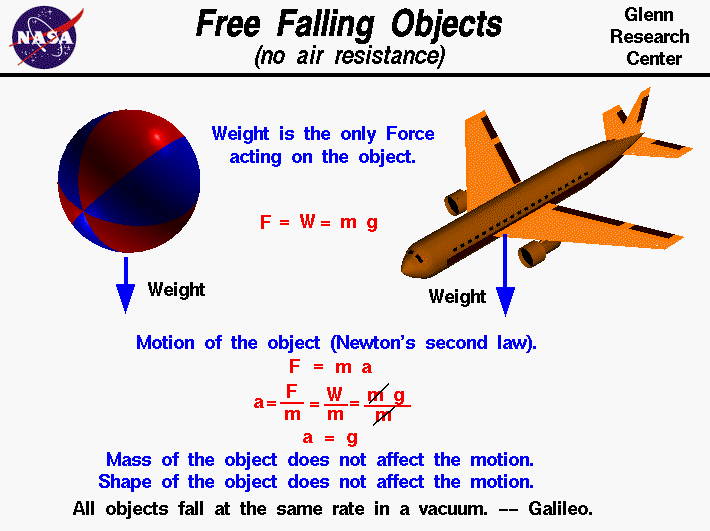 NASA
Free Falling Objects
(no air resistance)
Glenn
Research
Center
Weight is the only Force
acting on the object.
F = W = m g
Weight
Weight
Motion of the object (Newton's second law).
F = m a
a = F/m = W/m = m g/m
a = g
Mass of the object does not affect the motion.
Shape of the object does not affect the motion.
All objects fall at the same rate in a vacuum. -- Galileo.